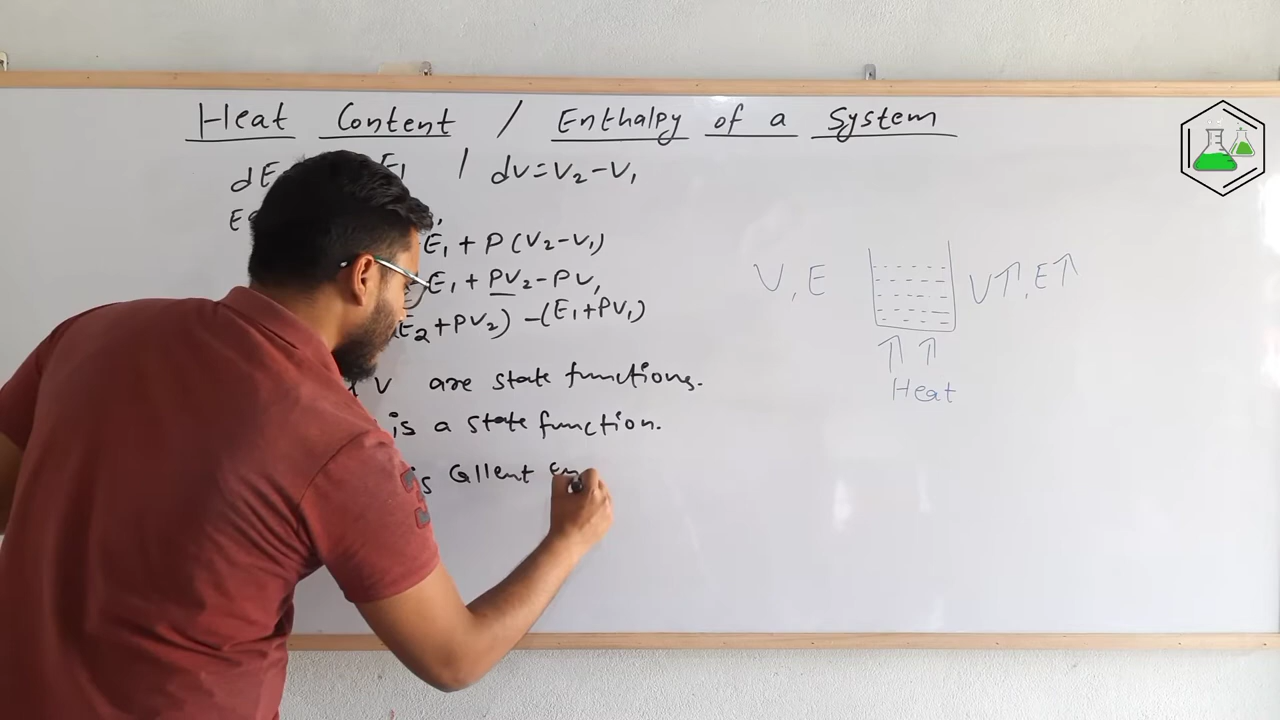 Heat Content / Enthalpy of a System
dE E1 / dv = V2 - V1
E
E1 + P (V2 - V1)
E1 + PV2 - PV1
E2 + PV2) - (E1 + PV1)
V are state functions.
is a state function.
is Callent En
V, E
V↑, E↑
↑ ↑
Heat